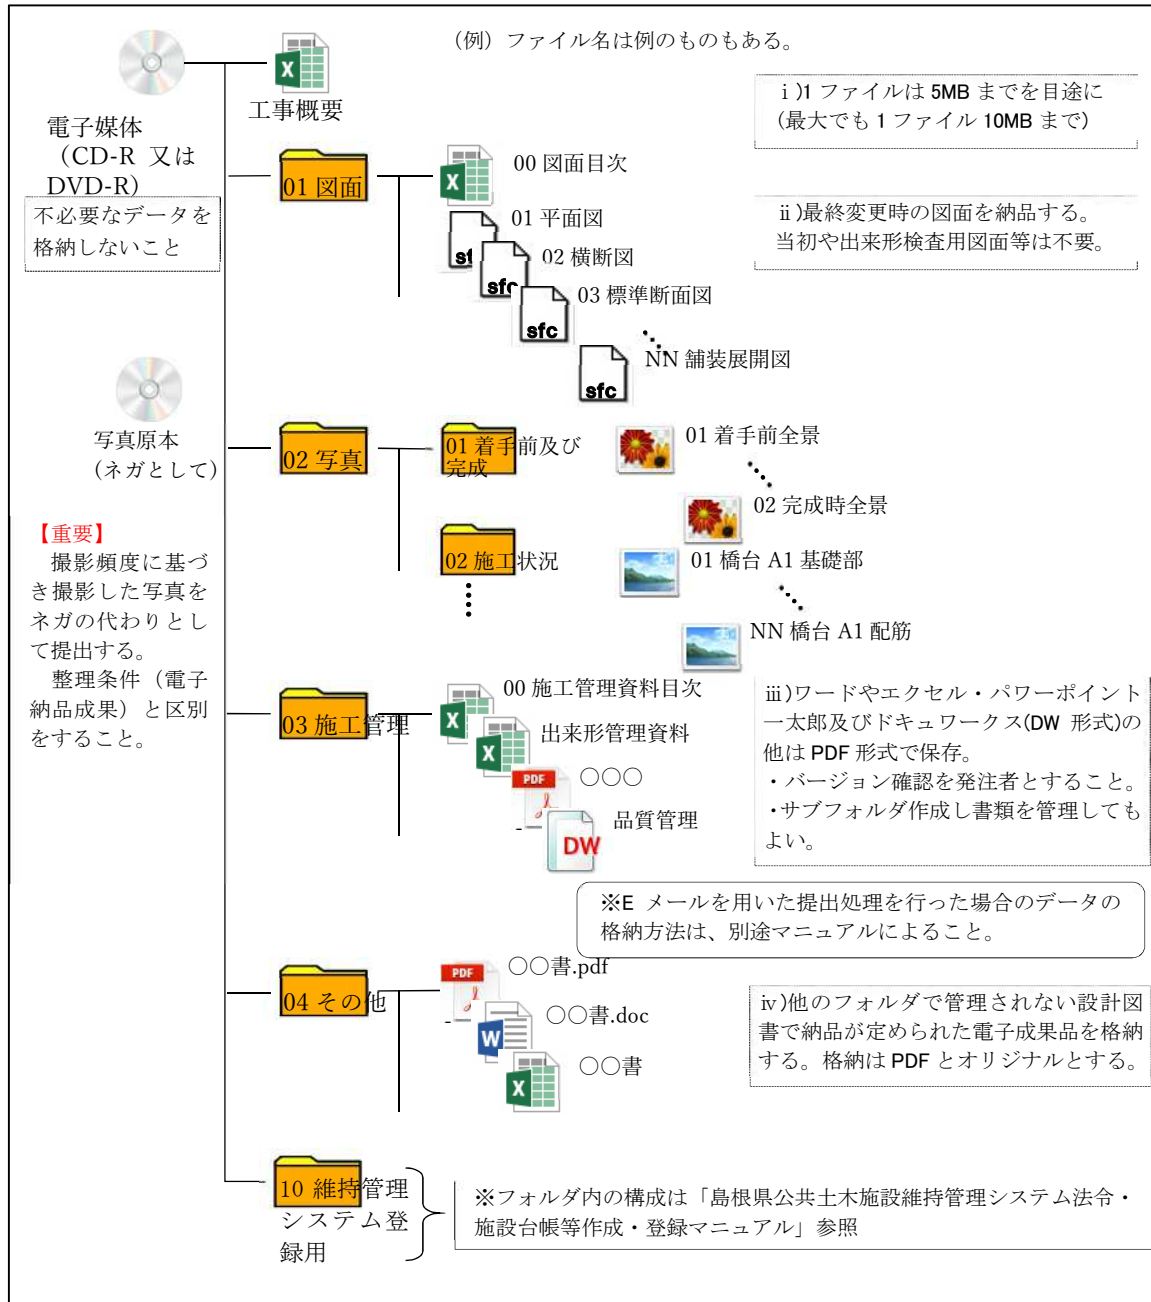 （例）ファイル名は例のものもある。
X
工事概要
ⅰ)1 ファイルは 5MB までを目途に
(最大でも 1 ファイル 10MB まで)
電子媒体
（CD-R 又は
DVD-R）
不必要なデータを
格納しないこと
01 図面
X
00 図面目次
01 平面図
sfc
02 横断図
sfc
03 標準断面図
sfc
NN 舗装展開図
sfc
ⅱ)最終変更時の図面を納品する。
当初や出来形検査用図面等は不要。
写真原本
（ネガとして）
02 写真
01 着手前及び
完成
01 着手前全景
02 完成時全景
02 施工状況
01 橋台 A1 基礎部
NN 橋台 A1 配筋
【重要】
撮影頻度に基づ
き撮影した写真を
ネガの代わりとし
て提出する。
整理条件（電子
納品成果）と区別
をすること。
03 施工管理
X
00 施工管理資料目次
X
出来形管理資料
PDF
○○○
DW
品質管理
ⅲ)ワードやエクセル・パワーポイント
一太郎及びドキュワークス(DW 形式)の
他は PDF 形式で保存。
・バージョン確認を発注者とすること。
・サブフォルダ作成し書類を管理しても
よい。
※E メールを用いた提出処理を行った場合のデータの
格納方法は、別途マニュアルによること。
04 その他
PDF
○○書.pdf
W
○○書.doc
X
○○書
ⅳ)他のフォルダで管理されない設計図
書で納品が定められた電子成果品を格納
する。格納は PDF とオリジナルとする。
10 維持管理
システム登
録用
※フォルダ内の構成は「島根県公共土木施設維持管理システム法令・
施設台帳等作成・登録マニュアル」参照